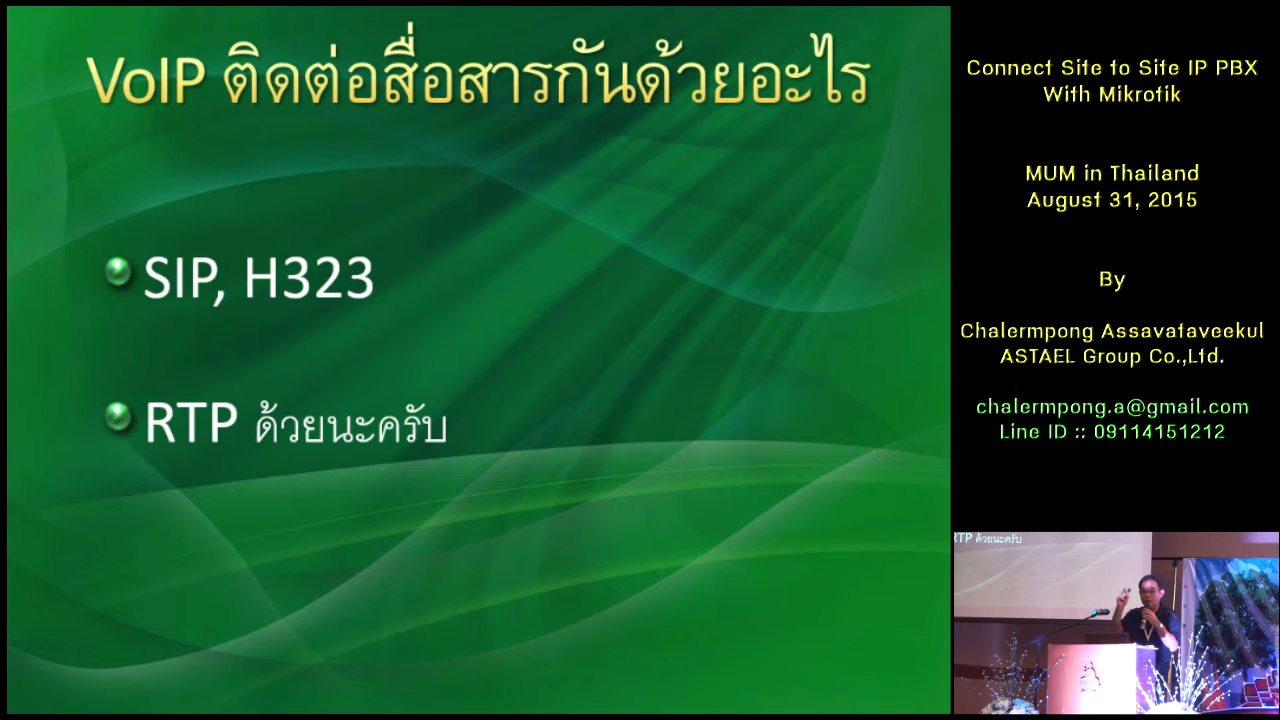 VoIP ติดต่อสื่อสารกันด้วยอะไร
SIP, H323
RTP ด้วยนะครับ
Connect Site to Site IP PBX
With Mikrotik
MUM in Thailand
August 31, 2015
By
Chalermpong Assavataveekul
ASTAEL Group Co.,Ltd.
chalermpong.a@gmail.com
Line ID :: 09114151212
RTP ด้วยนะครับ